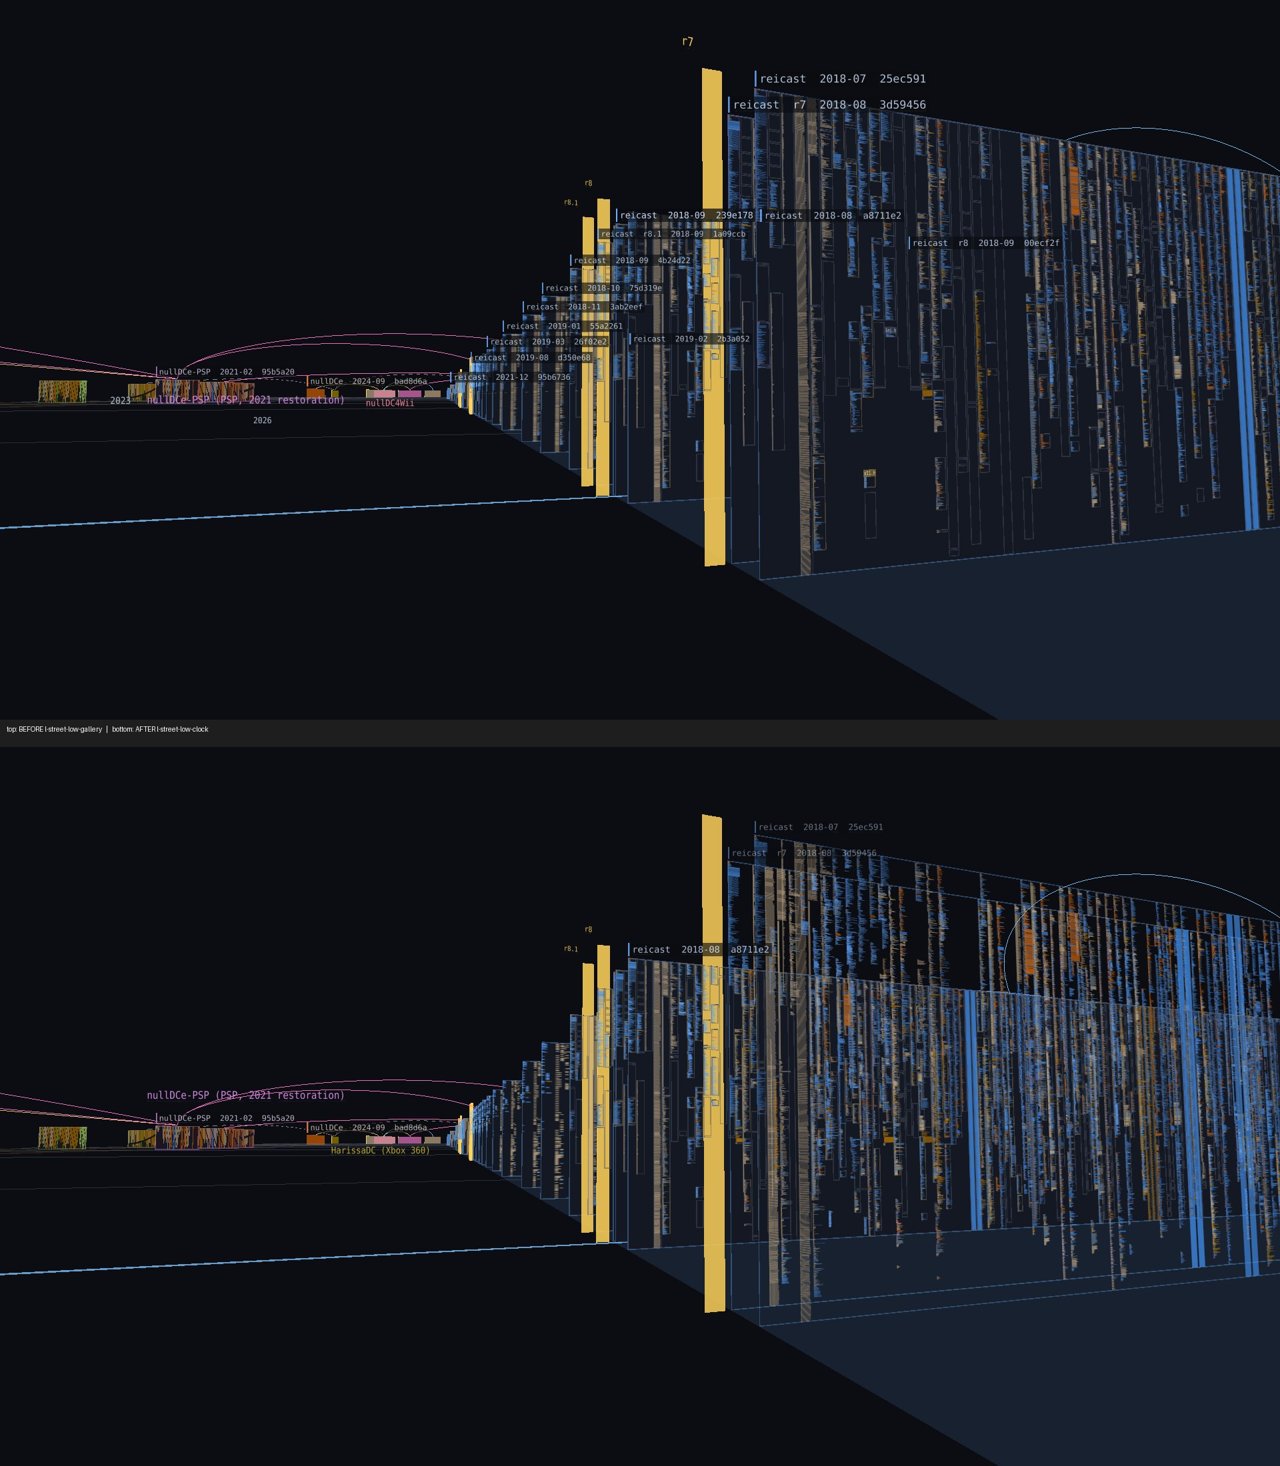 r7
reicast 2018-07 25ec591
reicast r7 2018-08 3d59456
r8
r8.1
reicast 2018-09 239e178
reicast 2018-08 a8711e2
reicast r8.1 2018-09 1a09ccb
reicast r8 2018-09 00ecf2f
reicast 2018-09 4b24d22
reicast 2018-10 75d319e
reicast 2018-11 3ab2eef
reicast 2019-01 55a2261
reicast 2019-03 26f02e2
reicast 2019-02 2b3a052
reicast 2019-08 d350e68
nullDCe-PSP 2021-02 95b5a20
reicast 2021-12 95b6736
nullDCe 2024-09 bad8d6a
2023
nullDCe-PSP (PSP, 2021 restoration)
nullDC4Wii
2026
top: BEFORE l-street-low-gallery | bottom: AFTER l-street-low-clock
reicast 2018-07 25ec591
reicast r7 2018-08 3d59456
r8
r8.1
reicast 2018-08 a8711e2
nullDCe-PSP (PSP, 2021 restoration)
nullDCe-PSP 2021-02 95b5a20
nullDCe 2024-09 bad8d6a
HarissaDC (Xbox 360)